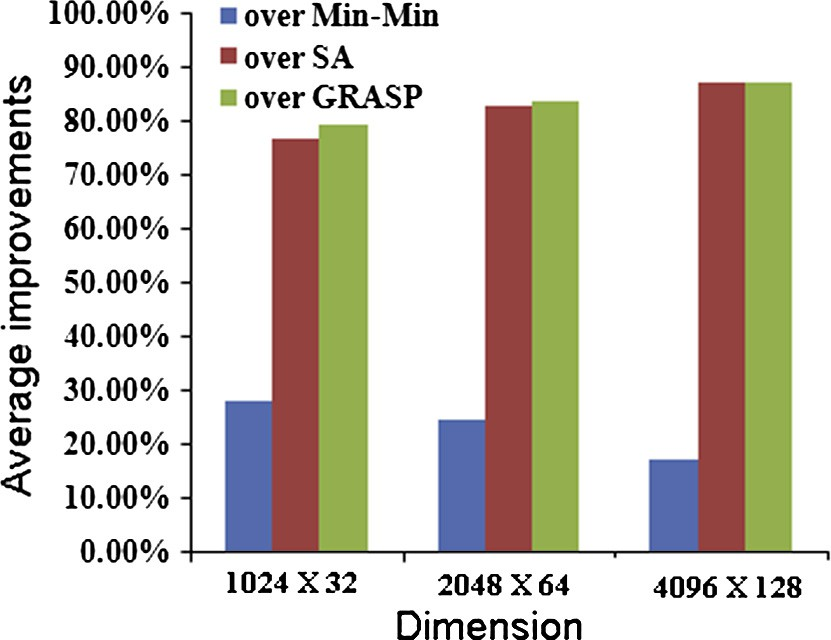 100.00%
90.00%
80.00%
70.00%
60.00%
50.00%
40.00%
30.00%
20.00%
10.00%
0.00%
Average improvements
over Min-Min
over SA
over GRASP
1024 X 32
2048 X 64
4096 X 128
Dimension